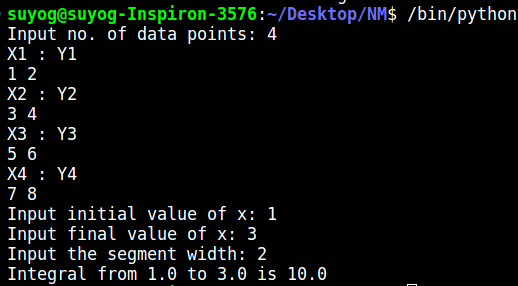 suyog@suyog-Inspiron-3576:~/Desktop/NM$ /bin/python
Input no. of data points: 4
X1 : Y1
1 2
X2 : Y2
3 4
X3 : Y3
5 6
X4 : Y4
7 8
Input initial value of x: 1
Input final value of x: 3
Input the segment width: 2
Integral from 1.0 to 3.0 is 10.0